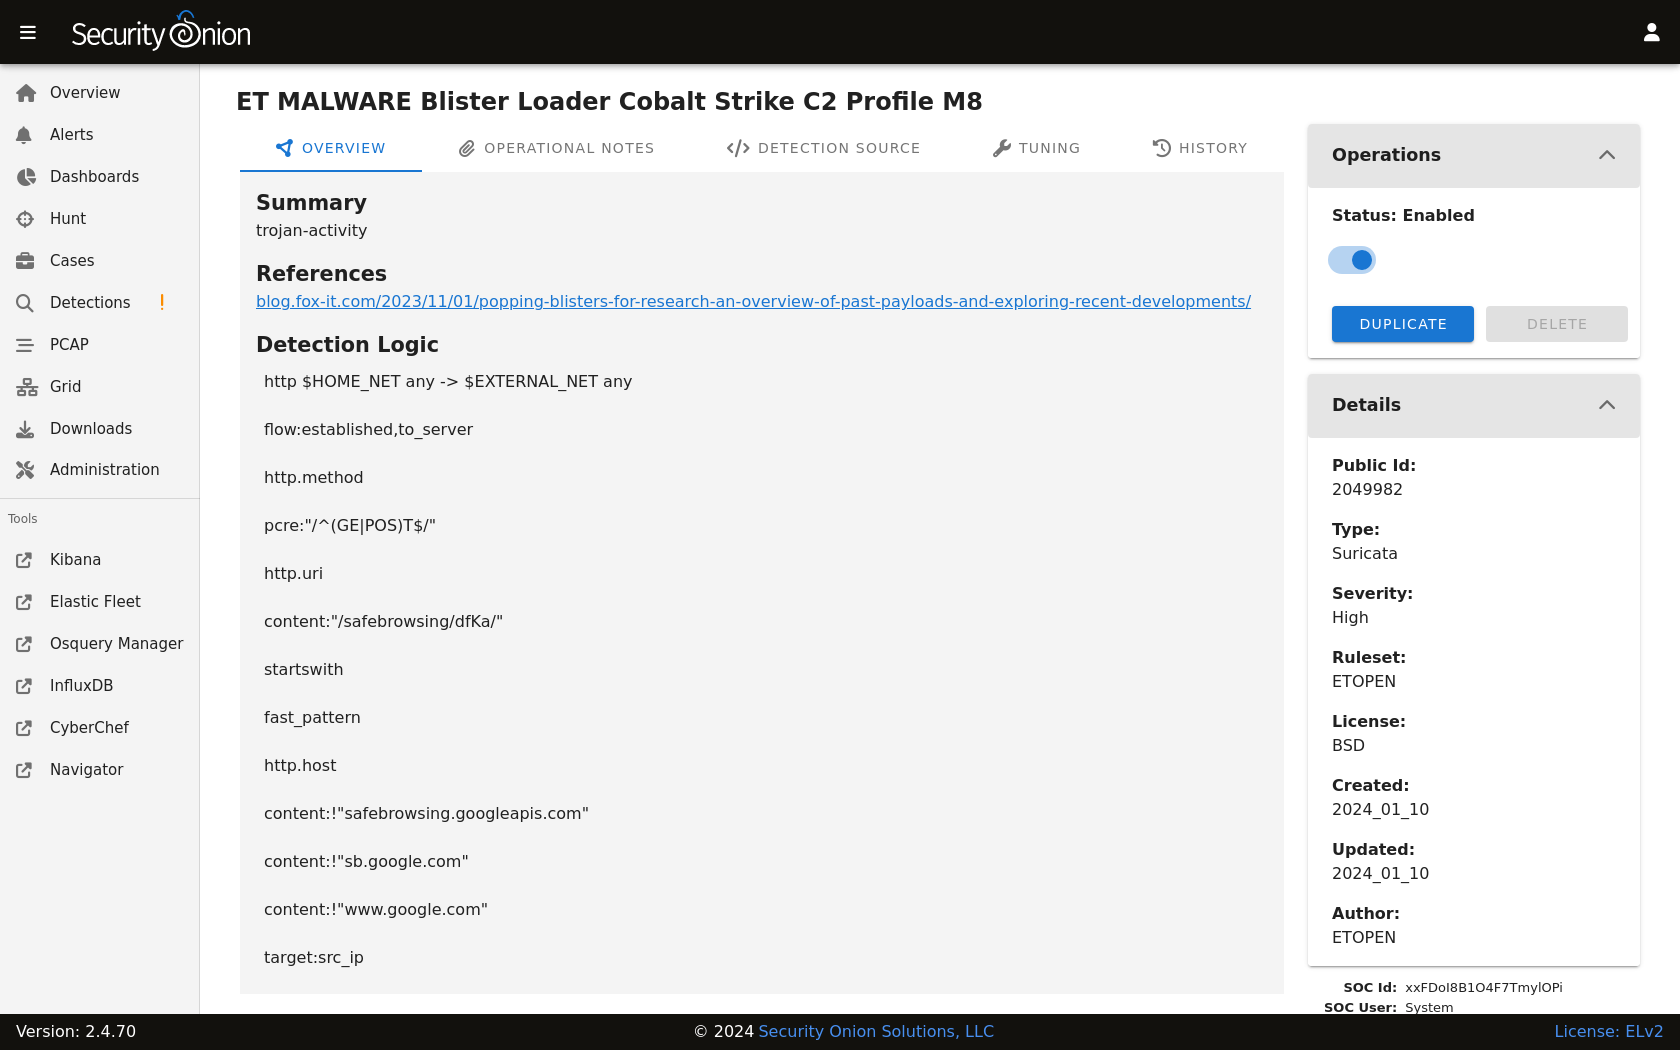 Security Onion
Overview
Alerts
Dashboards
Hunt
Cases
Detections !
PCAP
Grid
Downloads
Administration
Tools
Kibana
Elastic Fleet
Osquery Manager
InfluxDB
CyberChef
Navigator
ET MALWARE Blister Loader Cobalt Strike C2 Profile M8
OVERVIEW OPERATIONAL NOTES DETECTION SOURCE TUNING HISTORY
Summary
trojan-activity
References
blog.fox-it.com/2023/11/01/popping-blisters-for-research-an-overview-of-past-payloads-and-exploring-recent-developments/
Detection Logic
http $HOME_NET any -> $EXTERNAL_NET any
flow:established,to_server
http.method
pcre:"/^(GE|POS)T$/"
http.uri
content:"/safebrowsing/dfKa/"
startswith
fast_pattern
http.host
content:!"safebrowsing.googleapis.com"
content:!"sb.google.com"
content:!"www.google.com"
target:src_ip
Operations
Status: Enabled
DUPLICATE DELETE
Details
Public Id:
2049982
Type:
Suricata
Severity:
High
Ruleset:
ETOPEN
License:
BSD
Created:
2024_01_10
Updated:
2024_01_10
Author:
ETOPEN
SOC Id: xxFDoI8B1O4F7TmylOPi
SOC User: System
Version: 2.4.70
© 2024 Security Onion Solutions, LLC
License: ELv2